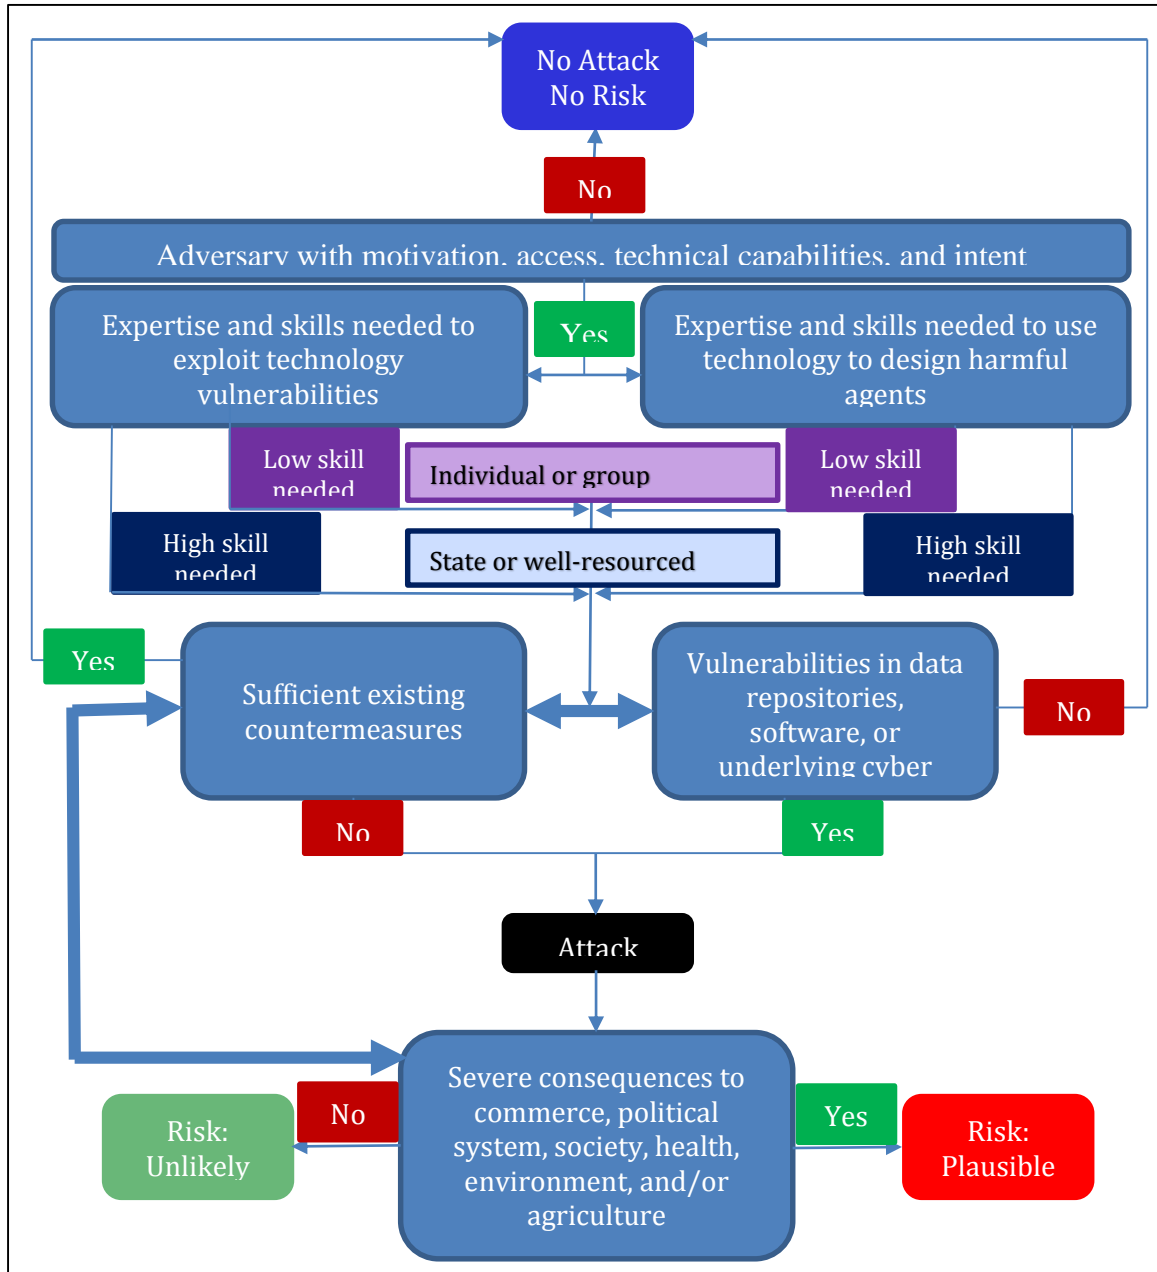 No Attack
No Risk
No
Adversary with motivation, access, technical capabilities, and intent
Expertise and skills needed to
exploit technology
vulnerabilities
Yes
Expertise and skills needed to use
technology to design harmful
agents
Low skill
needed
Individual or group
Low skill
needed
High skill
needed
State or well-resourced
High skill
needed
Yes
Sufficient existing
countermeasures
Vulnerabilities in data
repositories,
software, or
underlying cyber
No
No
Yes
Attack
Severe consequences to
commerce, political
system, society, health,
environment, and/or
agriculture
No
Yes
Risk:
Unlikely
Risk:
Plausible